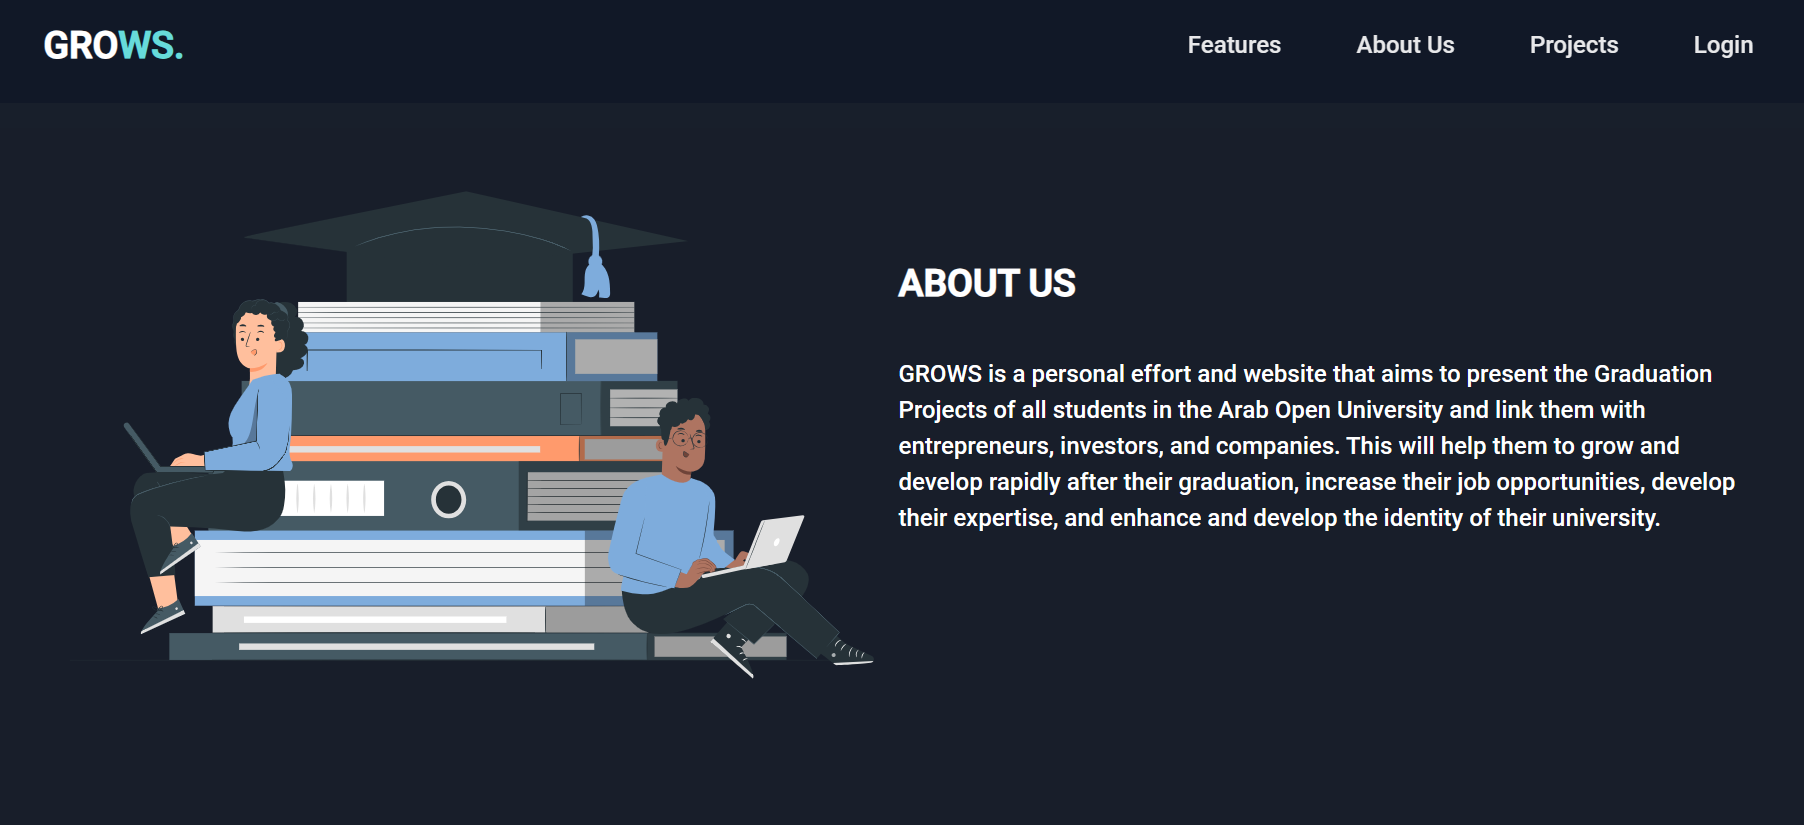 GROWS.
Features About Us Projects Login
ABOUT US
GROWS is a personal effort and website that aims to present the Graduation
Projects of all students in the Arab Open University and link them with
entrepreneurs, investors, and companies. This will help them to grow and
develop rapidly after their graduation, increase their job opportunities, develop
their expertise, and enhance and develop the identity of their university.